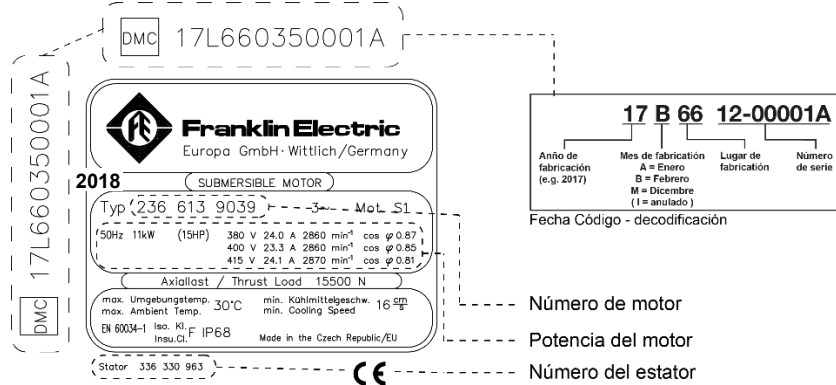 DMC 17L660350001A
DMC 17L660350001A
FE
Franklin Electric
Europa GmbH·Wittlich/Germany
2018
SUBMERSIBLE MOTOR
Typ 236 613 9039 3~ Mot. S1
50Hz 11kW (15HP) 380 V 24.0 A 2860 min⁻¹ cos φ 0.87
400 V 23.3 A 2860 min⁻¹ cos φ 0.85
415 V 24.1 A 2870 min⁻¹ cos φ 0.81
Axiallast / Thrust Load 15500 N
max. Umgebungstemp. 30°C min. Kühlmittelgeschw. 16 cm/s
max. Ambient Temp. min. Cooling Speed
EN 60034-1 Iso. Kl. F IP68 Made in the Czech Republic/EU
Insu.Cl.
Stator 336 330 963
CE
17 B 66 12-00001A
Anño de fabricación (e.g. 2017)
Mes de fabricatión
A = Enero
B = Febrero
M = Dicembre
( I = anulado )
Lugar de fabricatión
Número de serie
Fecha Código - decodificación
Número de motor
Potencia del motor
Número del estator